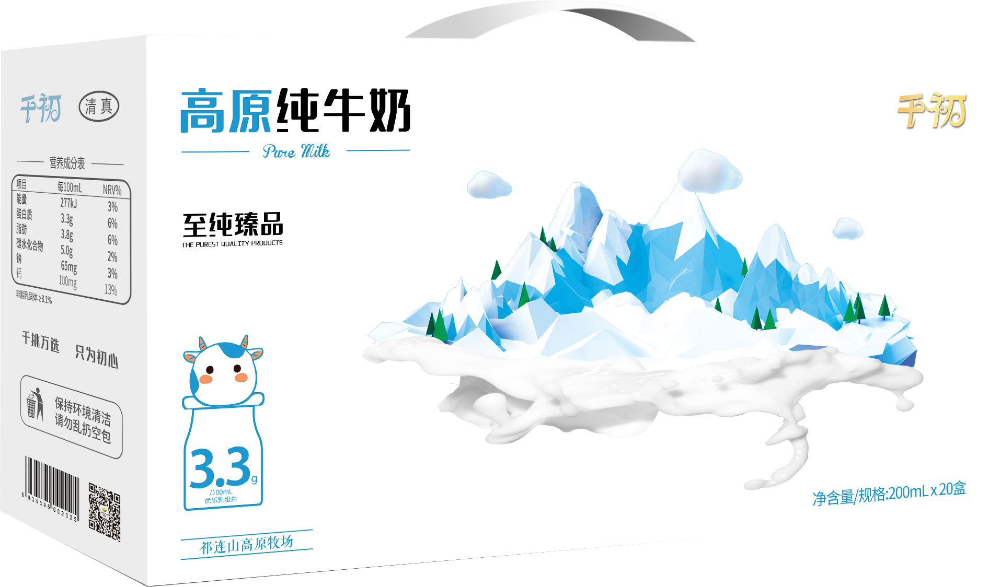 千初
清真
营养成分表
项目 每100mL NRV%
能量 277kJ 3%
蛋白质 3.3g 6%
脂肪 3.8g 6%
碳水化合物 5.0g 2%
钠 65mg 3%
钙 100mg 13%
非脂乳固体 ≥8.1%
千挑万选 只为初心
保持环境清洁
请勿乱扔空包
6 934395 002025
高原纯牛奶
Pure Milk
至纯臻品
THE PUREST QUALITY PRODUCTS
3.3g
/100mL
优质乳蛋白
祁连山高原牧场
千初
净含量/规格:200mL x 20盒